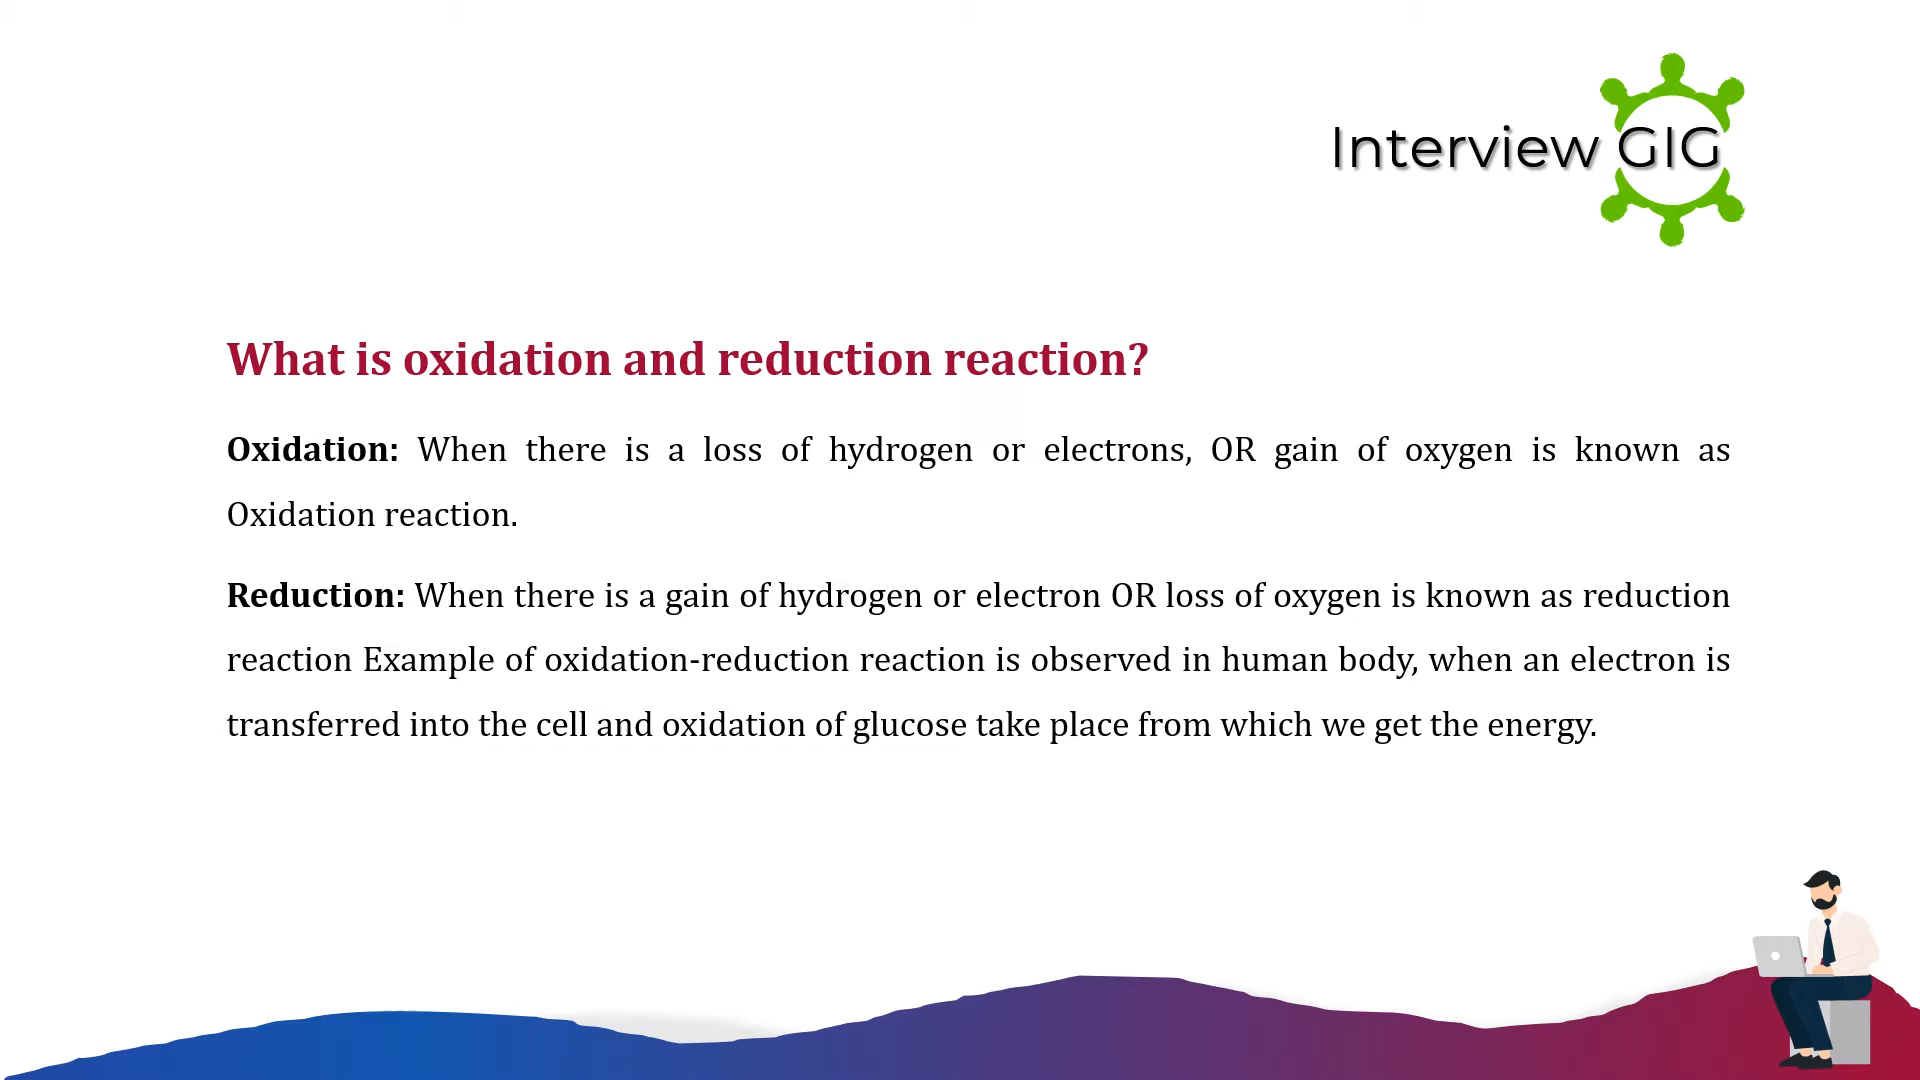 Interview GIG
What is oxidation and reduction reaction?
Oxidation: When there is a loss of hydrogen or electrons, OR gain of oxygen is known as
Oxidation reaction.
Reduction: When there is a gain of hydrogen or electron OR loss of oxygen is known as reduction
reaction Example of oxidation-reduction reaction is observed in human body, when an electron is
transferred into the cell and oxidation of glucose take place from which we get the energy.